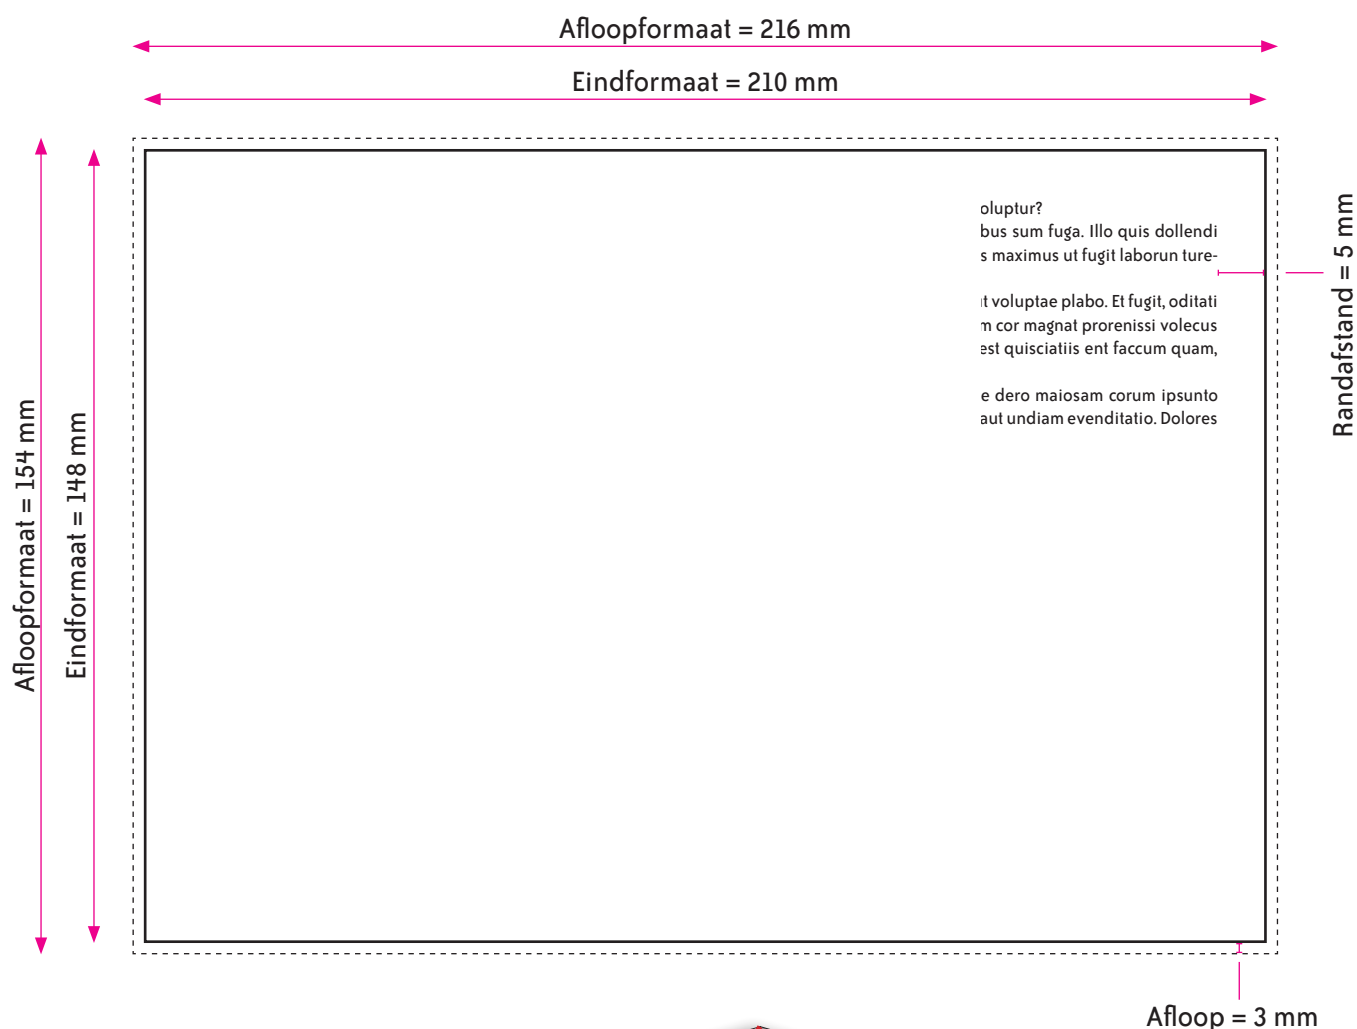 Afloopformaat = 216 mm
Eindformaat = 210 mm
Afloopformaat = 154 mm
Eindformaat = 148 mm
oluptur?
bus sum fuga. Illo quis dollendi
s maximus ut fugit laborun ture-
t voluptae plabo. Et fugit, oditati
m cor magnat prorenissi volecus
est quisciatiis ent faccum quam,
e dero maiosam corum ipsunto
aut undiam evenditatio. Dolores
Randafstand = 5 mm
Afloop = 3 mm